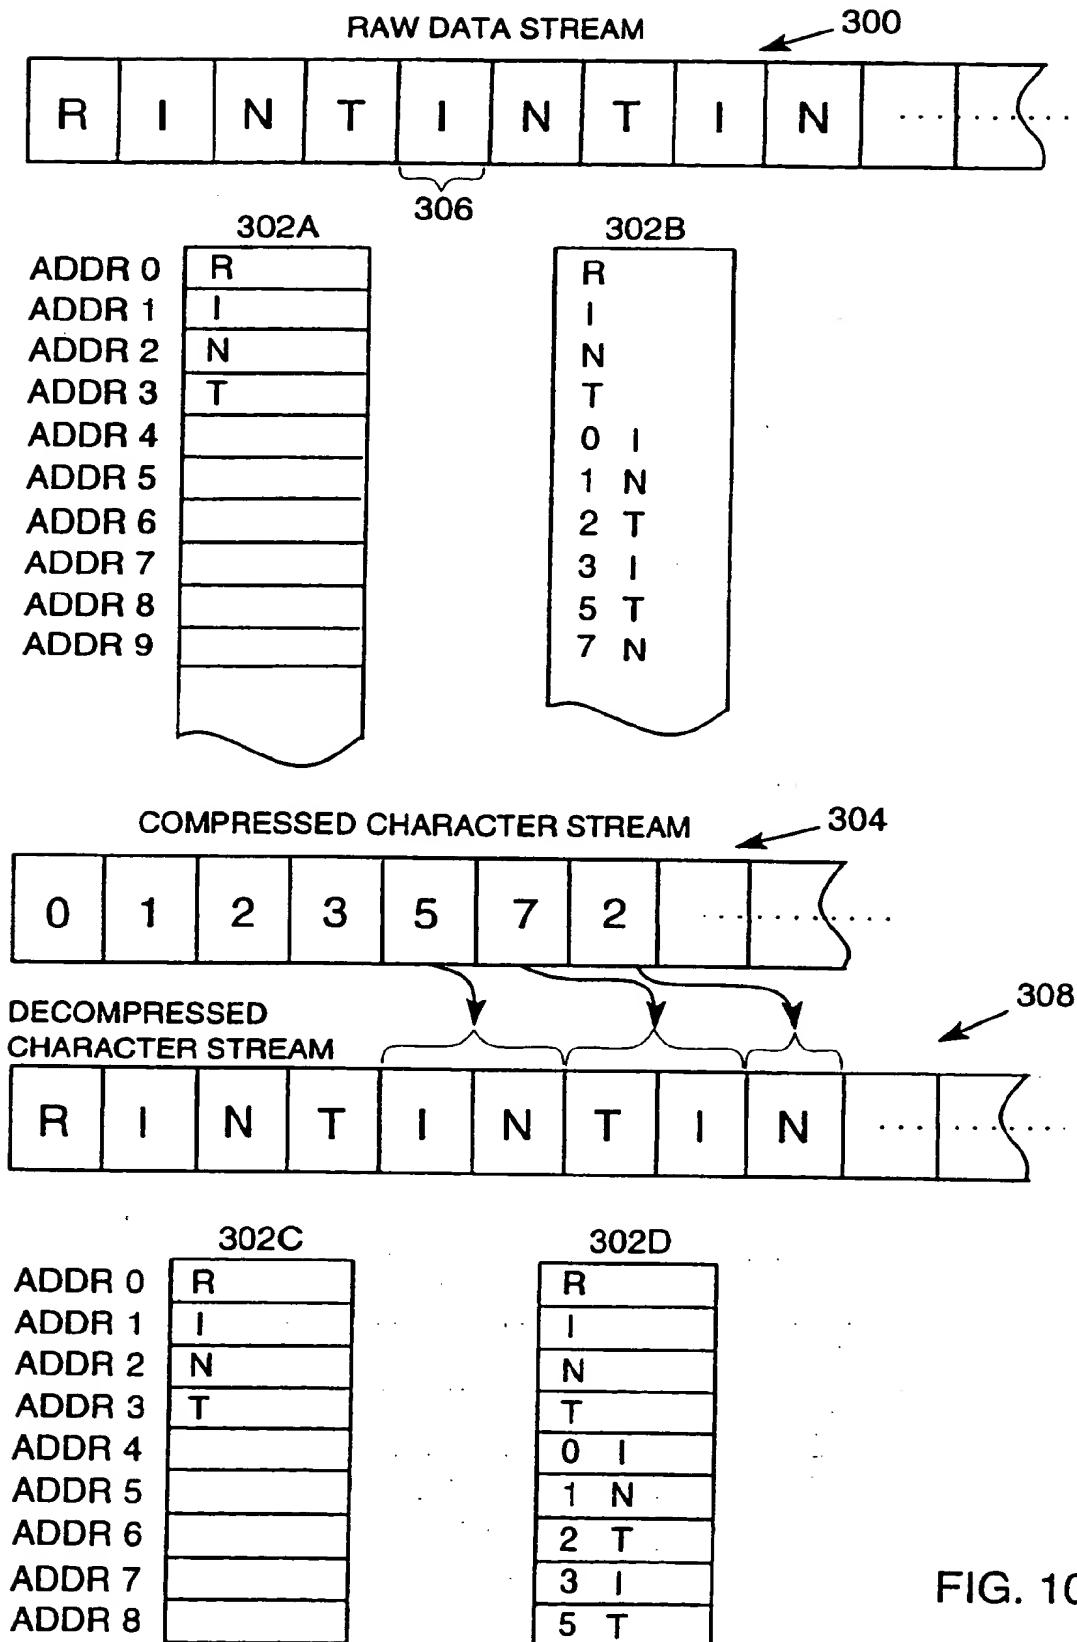 RAW DATA STREAM 300
R I N T I N T I N
306
302A 302B
ADDR 0 R R
ADDR 1 I I
ADDR 2 N N
ADDR 3 T T
ADDR 4 0 I
ADDR 5 1 N
ADDR 6 2 T
ADDR 7 3 I
ADDR 8 5 T
ADDR 9 7 N
COMPRESSED CHARACTER STREAM 304
0 1 2 3 5 7 2
308
DECOMPRESSED
CHARACTER STREAM
R I N T I N T I N
302C 302D
ADDR 0 R R
ADDR 1 I I
ADDR 2 N N
ADDR 3 T T
ADDR 4 0 I
ADDR 5 1 N
ADDR 6 2 T
ADDR 7 3 I
ADDR 8 5 T
FIG. 10